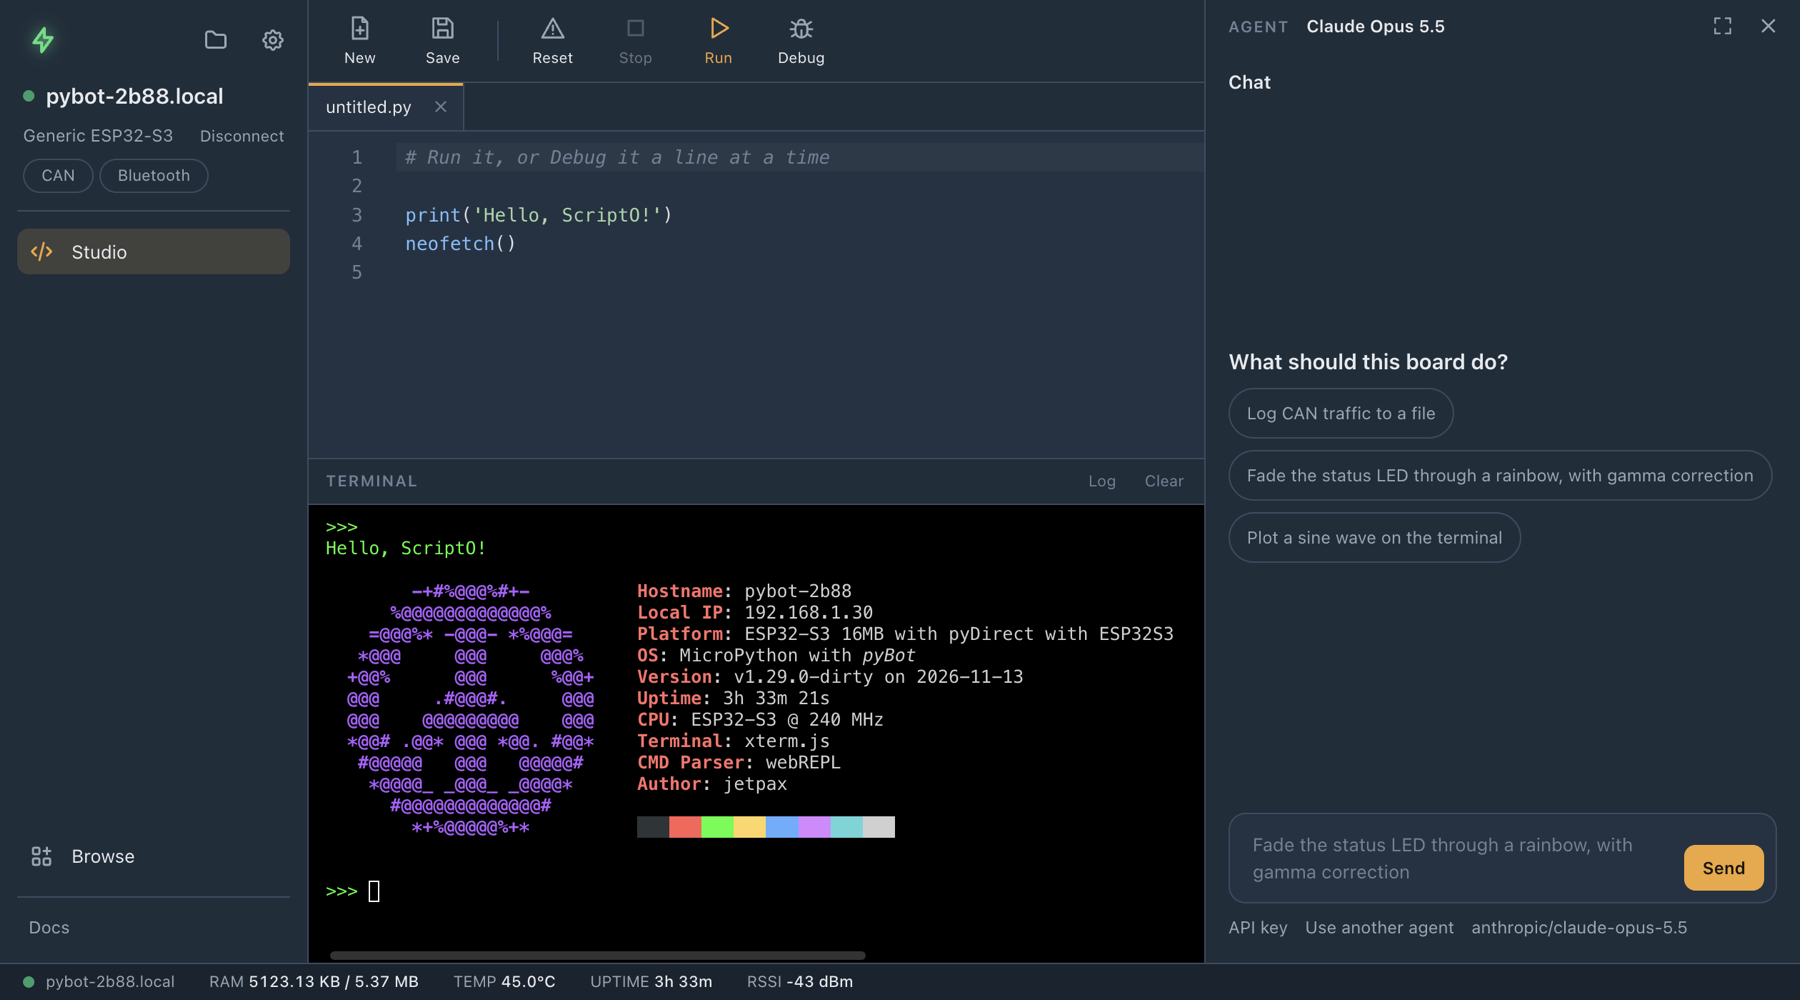 pybot-2b88.local
Generic ESP32-S3 Disconnect
CAN Bluetooth
Studio
Browse
Docs
New Save Reset Stop Run Debug
untitled.py
1 # Run it, or Debug it a line at a time
2
3 print('Hello, ScriptO!')
4 neofetch()
5
TERMINAL Log Clear
>>>
Hello, ScriptO!
-+#%@@@%#+-
%@@@@@@@@@@@@@%
=@@@%* -@@@- *%@@@=
*@@@     @@@     @@@%
+@@%      @@@      %@@+
@@@     .#@@@#.     @@@
@@@    @@@@@@@@@    @@@
*@@# .@@* @@@ *@@. #@@*
#@@@@@   @@@   @@@@@#
*@@@@_ _@@@_ _@@@@*
#@@@@@@@@@@@@@#
*+%@@@@@%+*
Hostname: pybot-2b88
Local IP: 192.168.1.30
Platform: ESP32-S3 16MB with pyDirect with ESP32S3
OS: MicroPython with pyBot
Version: v1.29.0-dirty on 2026-11-13
Uptime: 3h 33m 21s
CPU: ESP32-S3 @ 240 MHz
Terminal: xterm.js
CMD Parser: webREPL
Author: jetpax
>>>
AGENT Claude Opus 5.5
Chat
What should this board do?
Log CAN traffic to a file
Fade the status LED through a rainbow, with gamma correction
Plot a sine wave on the terminal
Fade the status LED through a rainbow, with
gamma correction
Send
API key Use another agent anthropic/claude-opus-5.5
pybot-2b88.local RAM 5123.13 KB / 5.37 MB TEMP 45.0°C UPTIME 3h 33m RSSI -43 dBm